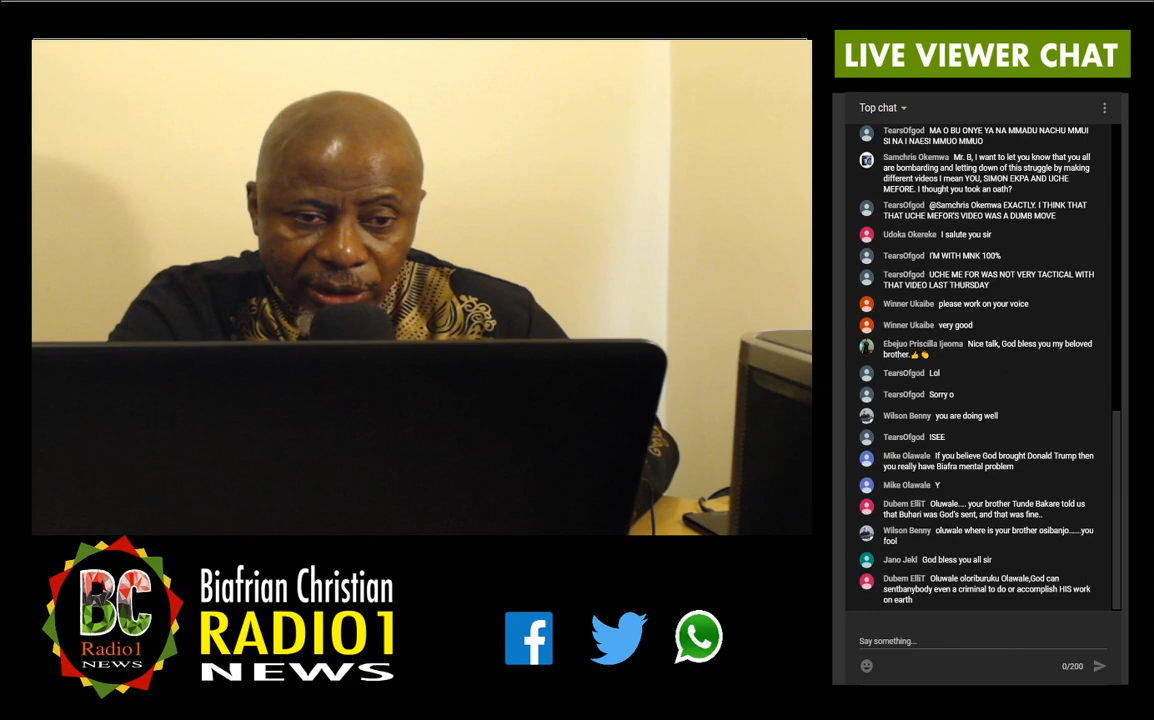 LIVE VIEWER CHAT
Top chat
TearsOfgod MA O BU ONYE YA NA MMADU NACHU MMUI
SI NA I NAESI MMUO MMUO
Samchris Okemwa Mr. B, I want to let you know that you all
are bombarding and letting down of this struggle by making
different videos I mean YOU, SIMON EKPA AND UCHE
MEFORE. I thought you took an oath?
TearsOfgod @Samchris Okemwa EXACTLY. I THINK THAT
THAT UCHE MEFOR'S VIDEO WAS A DUMB MOVE
Udoka Okereke I salute you sir
TearsOfgod I'M WITH MNK 100%
TearsOfgod UCHE ME FOR WAS NOT VERY TACTICAL WITH
THAT VIDEO LAST THURSDAY
Winner Ukaibe please work on your voice
Winner Ukaibe very good
Ebejuo Priscilla Ijeoma Nice talk, God bless you my beloved
brother.👍👏
TearsOfgod Lol
TearsOfgod Sorry o
Wilson Benny you are doing well
TearsOfgod ISEE
Mike Olawale If you believe God brought Donald Trump then
you really have Biafra mental problem
Mike Olawale Y
Dubem ElliT Oluwale.... your brother Tunde Bakare told us
that Buhari was God's sent, and that was fine..
Wilson Benny oluwale where is your brother osibanjo.......you
fool
Jano Jekl God bless you all sir
Dubem ElliT Oluwale oloriburuku Olawale,God can
sentbanybody even a criminal to do or accomplish HIS work
on earth
Say something...
0/200
BC
Radio1
NEWS
Biafrian Christian
RADIO1
NEWS